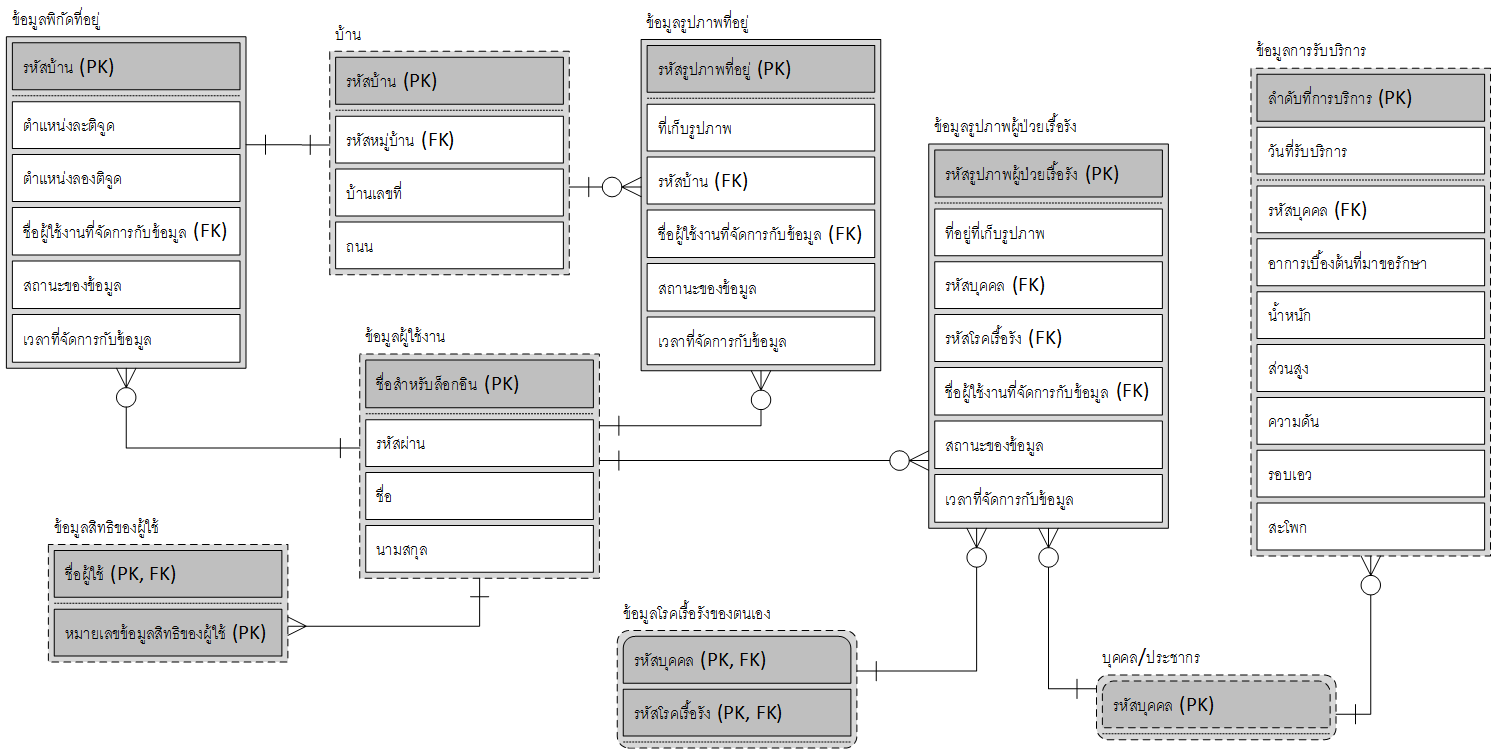 ข้อมูลพิกัดที่อยู่
รหัสบ้าน (PK)
ตำแหน่งละติจูด
ตำแหน่งลองติจูด
ชื่อผู้ใช้งานที่จัดการกับข้อมูล (FK)
สถานะของข้อมูล
เวลาที่จัดการกับข้อมูล
บ้าน
รหัสบ้าน (PK)
รหัสหมู่บ้าน (FK)
บ้านเลขที่
ถนน
ข้อมูลรูปภาพที่อยู่
รหัสรูปภาพที่อยู่ (PK)
ที่เก็บรูปภาพ
รหัสบ้าน (FK)
ชื่อผู้ใช้งานที่จัดการกับข้อมูล (FK)
สถานะของข้อมูล
เวลาที่จัดการกับข้อมูล
ข้อมูลรูปภาพผู้ป่วยเรื้อรัง
รหัสรูปภาพผู้ป่วยเรื้อรัง (PK)
ที่อยู่ที่เก็บรูปภาพ
รหัสบุคคล (FK)
รหัสโรคเรื้อรัง (FK)
ชื่อผู้ใช้งานที่จัดการกับข้อมูล (FK)
สถานะของข้อมูล
เวลาที่จัดการกับข้อมูล
ข้อมูลการรับบริการ
ลำดับที่การบริการ (PK)
วันที่รับบริการ
รหัสบุคคล (FK)
อาการเบื้องต้นที่มาขอรักษา
น้ำหนัก
ส่วนสูง
ความดัน
รอบเอว
สะโพก
ข้อมูลผู้ใช้งาน
ชื่อสำหรับล็อกอิน (PK)
รหัสผ่าน
ชื่อ
นามสกุล
ข้อมูลสิทธิของผู้ใช้
ชื่อผู้ใช้ (PK, FK)
หมายเลขข้อมูลสิทธิของผู้ใช้ (PK)
ข้อมูลโรคเรื้อรังของตนเอง
รหัสบุคคล (PK, FK)
รหัสโรคเรื้อรัง (PK, FK)
บุคคล/ประชากร
รหัสบุคคล (PK)